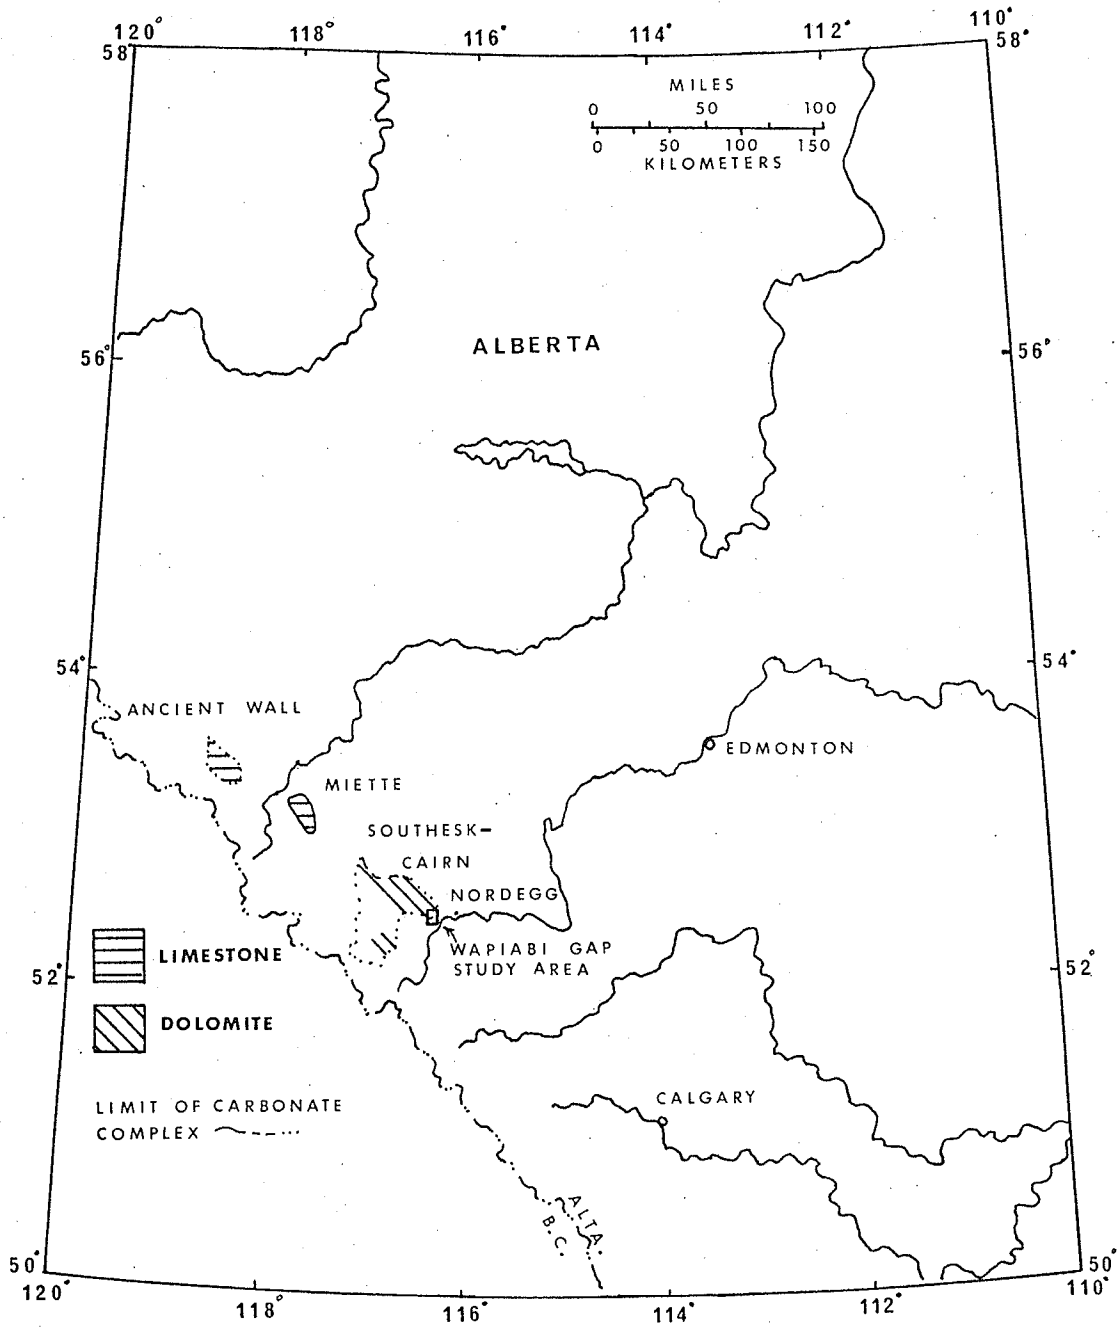 120° 118° 116° 114° 112° 110°
58° 58°
MILES
0 50 100
0 50 100 150
KILOMETERS
ALBERTA
56° 56°
54° 54°
ANCIENT WALL
EDMONTON
MIETTE
SOUTHESK-
CAIRN
NORDEGG
WAPIABI GAP
STUDY AREA
LIMESTONE
52° 52°
DOLOMITE
CALGARY
LIMIT OF CARBONATE
COMPLEX
ALTA.
B.C.
50° 50°
120° 118° 116° 114° 112° 110°